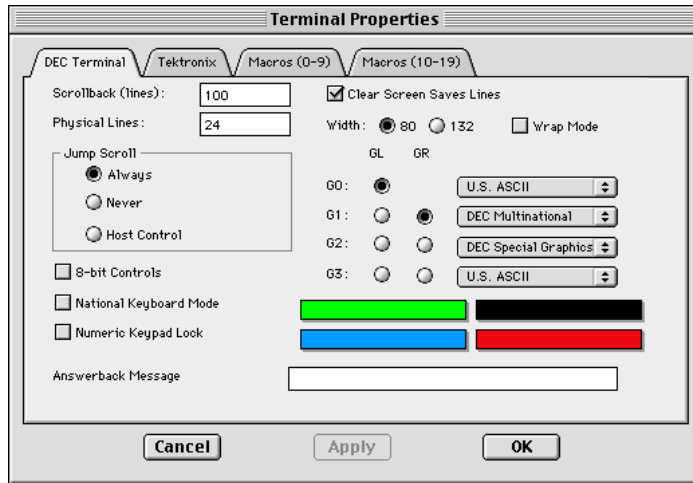 Terminal Properties
DEC Terminal Tektronix Macros (0-9) Macros (10-19)
Scrollback (lines): 100 Clear Screen Saves Lines
Physical Lines: 24 Width: 80 132 Wrap Mode
Jump Scroll GL GR
Always
G0: U.S. ASCII
Never
G1: DEC Multinational
Host Control
G2: DEC Special Graphics
8-bit Controls G3: U.S. ASCII
National Keyboard Mode
Numeric Keypad Lock
Answerback Message
Cancel Apply OK